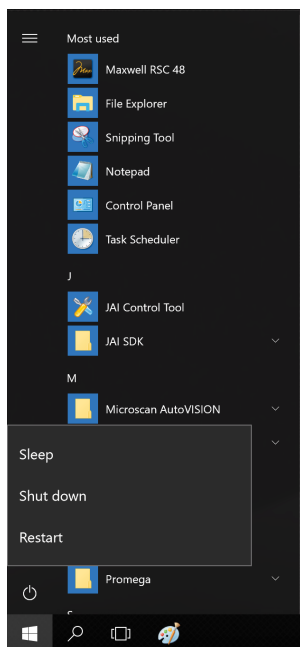 Most used
Maxwell RSC 48
File Explorer
Snipping Tool
Notepad
Control Panel
Task Scheduler
J
JAI Control Tool
JAI SDK
M
Microscan AutoVISION
Sleep
Shut down
Restart
Promega